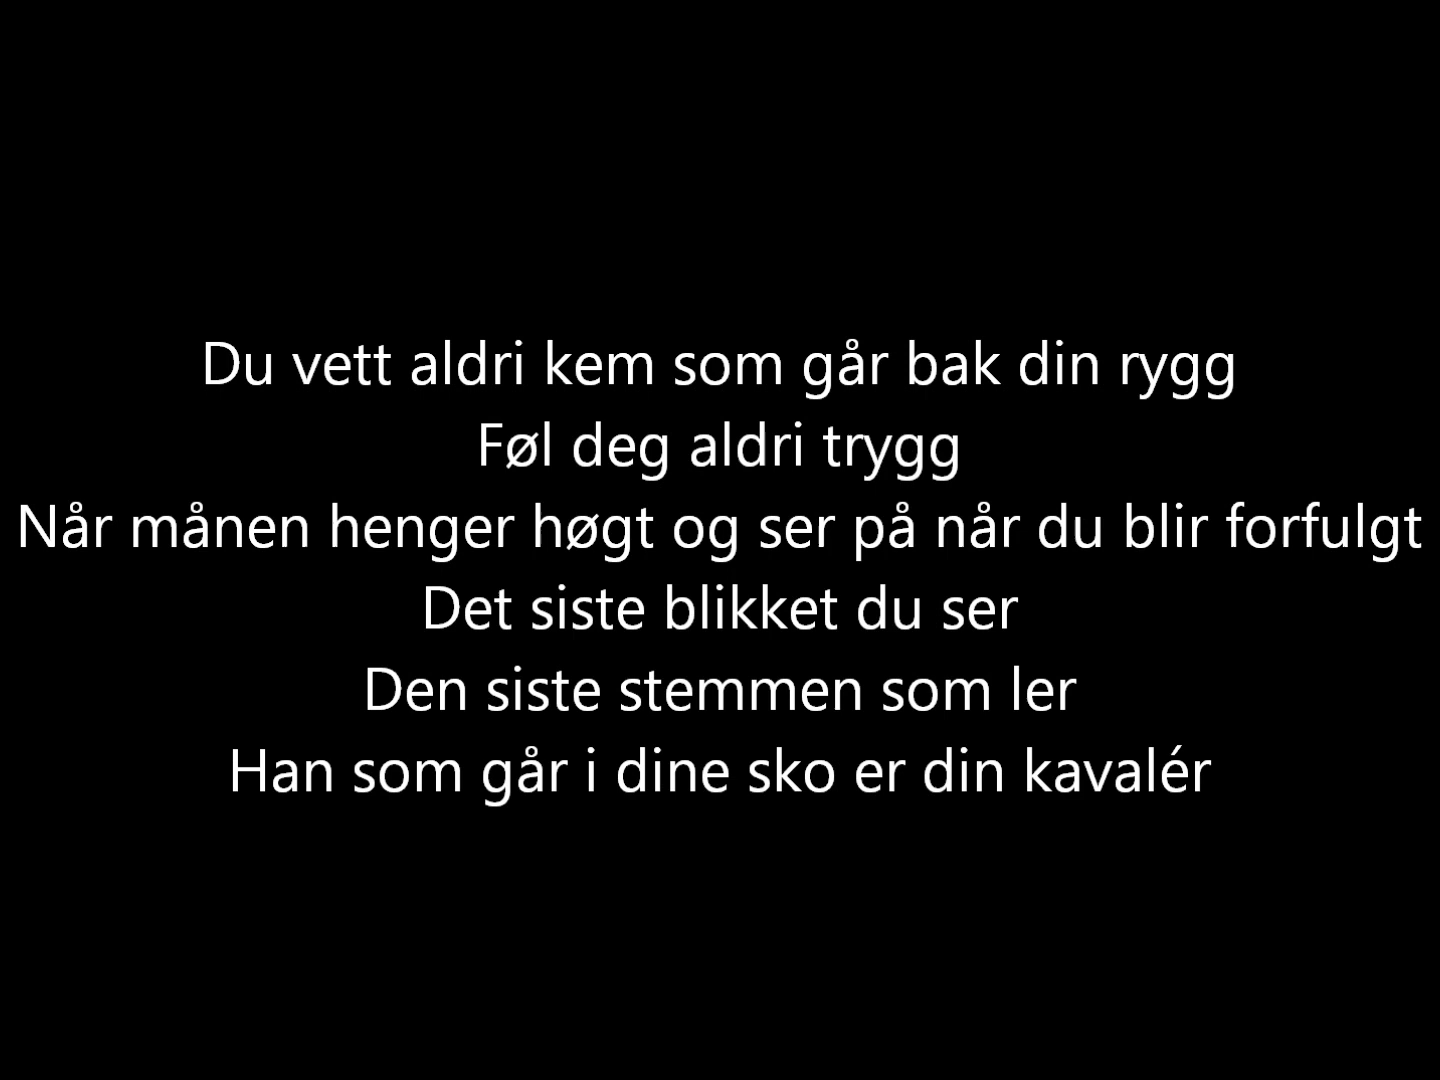 Du vett aldri kem som går bak din rygg
Føl deg aldri trygg
Når månen henger høgt og ser på når du blir forfulgt
Det siste blikket du ser
Den siste stemmen som ler
Han som går i dine sko er din kavalér